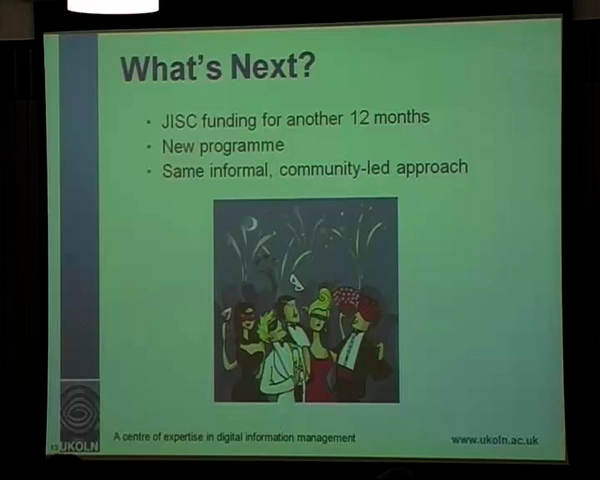 What's Next?
• JISC funding for another 12 months
• New programme
• Same informal, community-led approach
A centre of expertise in digital information management
www.ukoln.ac.uk
UKOLN